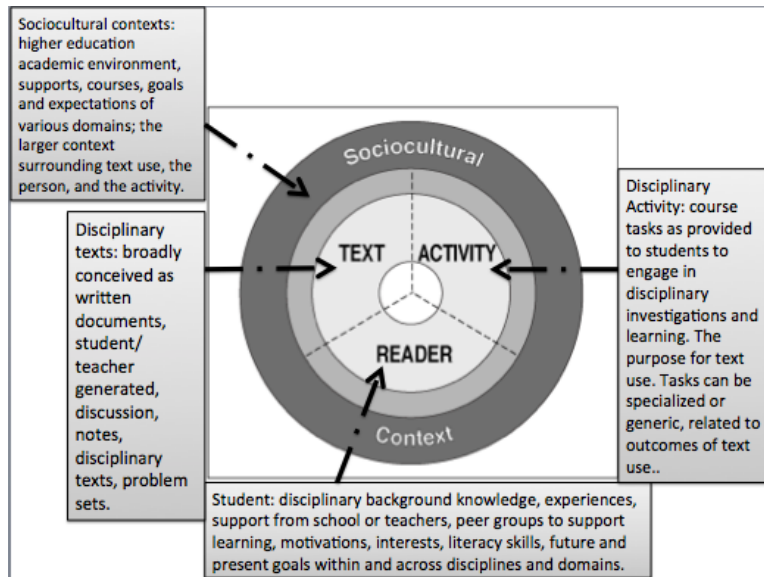 Sociocultural contexts:
higher education
academic environment,
supports, courses, goals
and expectations of
various domains; the
larger context
surrounding text use, the
person, and the activity.
Sociocultural
Disciplinary
texts: broadly
conceived as
written
documents,
student/
teacher
generated,
discussion,
notes,
disciplinary
texts, problem
sets.
TEXT
ACTIVITY
READER
Context
Disciplinary
Activity: course
tasks as provided
to students to
engage in
disciplinary
investigations and
learning. The
purpose for text
use. Tasks can be
specialized or
generic, related to
outcomes of text
use..
Student: disciplinary background knowledge, experiences,
support from school or teachers, peer groups to support
learning, motivations, interests, literacy skills, future and
present goals within and across disciplines and domains.